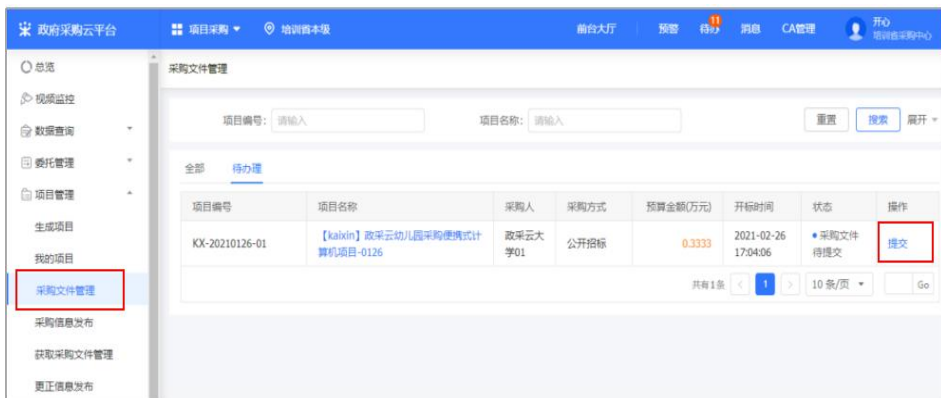 政府采购云平台
项目采购
培训省本级
前台大厅
预警
待办
11
消息
CA管理
开心
培训省采购中心
总览
视频监控
数据查询
委托管理
项目管理
生成项目
我的项目
采购文件管理
采购信息发布
获取采购文件管理
更正信息发布
采购文件管理
项目编号： 请输入
项目名称： 请输入
重置
搜索
展开
全部
待办理
项目编号 项目名称 采购人 采购方式 预算金额(万元) 开标时间 状态 操作
KX-20210126-01
【kaixin】政采云幼儿园采购便携式计
算机项目-0126
政采云大
学01
公开招标
0.3333
2021-02-26
17:04:06
采购文件
待提交
提交
共有1条 < 1 > 10 条/页 Go